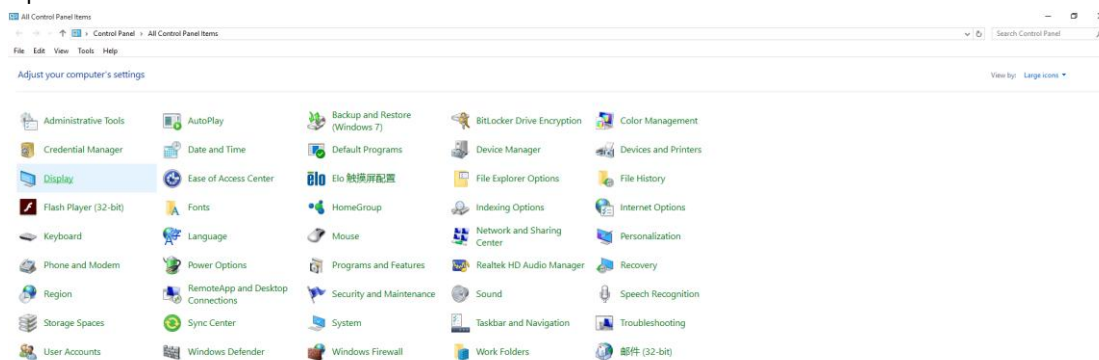 All Control Panel Items
Control Panel > All Control Panel Items
Search Control Panel
File Edit View Tools Help
Adjust your computer's settings
View by: Large icons
Administrative Tools
AutoPlay
Backup and Restore
(Windows 7)
BitLocker Drive Encryption
Color Management
Credential Manager
Date and Time
Default Programs
Device Manager
Devices and Printers
Display
Ease of Access Center
elo Elo 触摸屏配置
File Explorer Options
File History
Flash Player (32-bit)
Fonts
HomeGroup
Indexing Options
Internet Options
Keyboard
Language
Mouse
Network and Sharing
Center
Personalization
Phone and Modem
Power Options
Programs and Features
Realtek HD Audio Manager
Recovery
Region
RemoteApp and Desktop
Connections
Security and Maintenance
Sound
Speech Recognition
Storage Spaces
Sync Center
System
Taskbar and Navigation
Troubleshooting
User Accounts
Windows Defender
Windows Firewall
Work Folders
邮件 (32-bit)